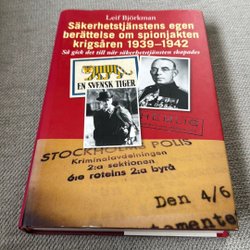 Leif Björkman
Säkerhetstjänstens egen
berättelse om spionjakten
krigsåren 1939–1942
Så gick det till när säkerhetstjänsten skapades
EN SVENSK TIGER
STOCKHOLMS POLIS
Kriminalavdelningen
2:a sektionen
6:e rotelns 2:a byrå
Den 4/6